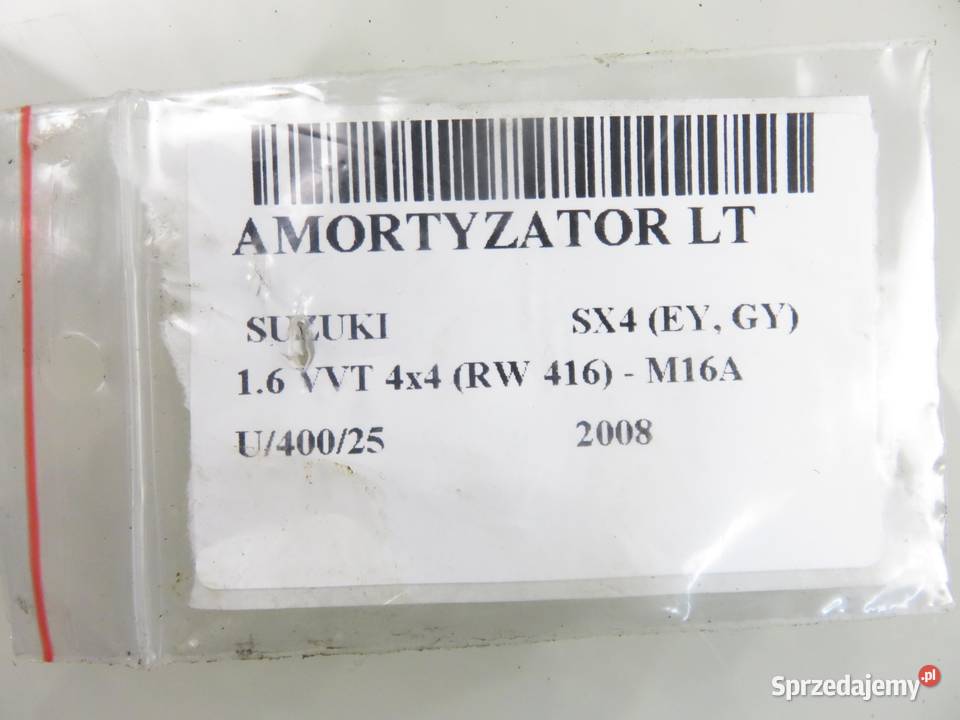 AMORTYZATOR LT
SUZUKI SX4 (EY, GY)
1.6 VVT 4x4 (RW 416) - M16A
U/400/25 2008
Sprzedajemy.pl